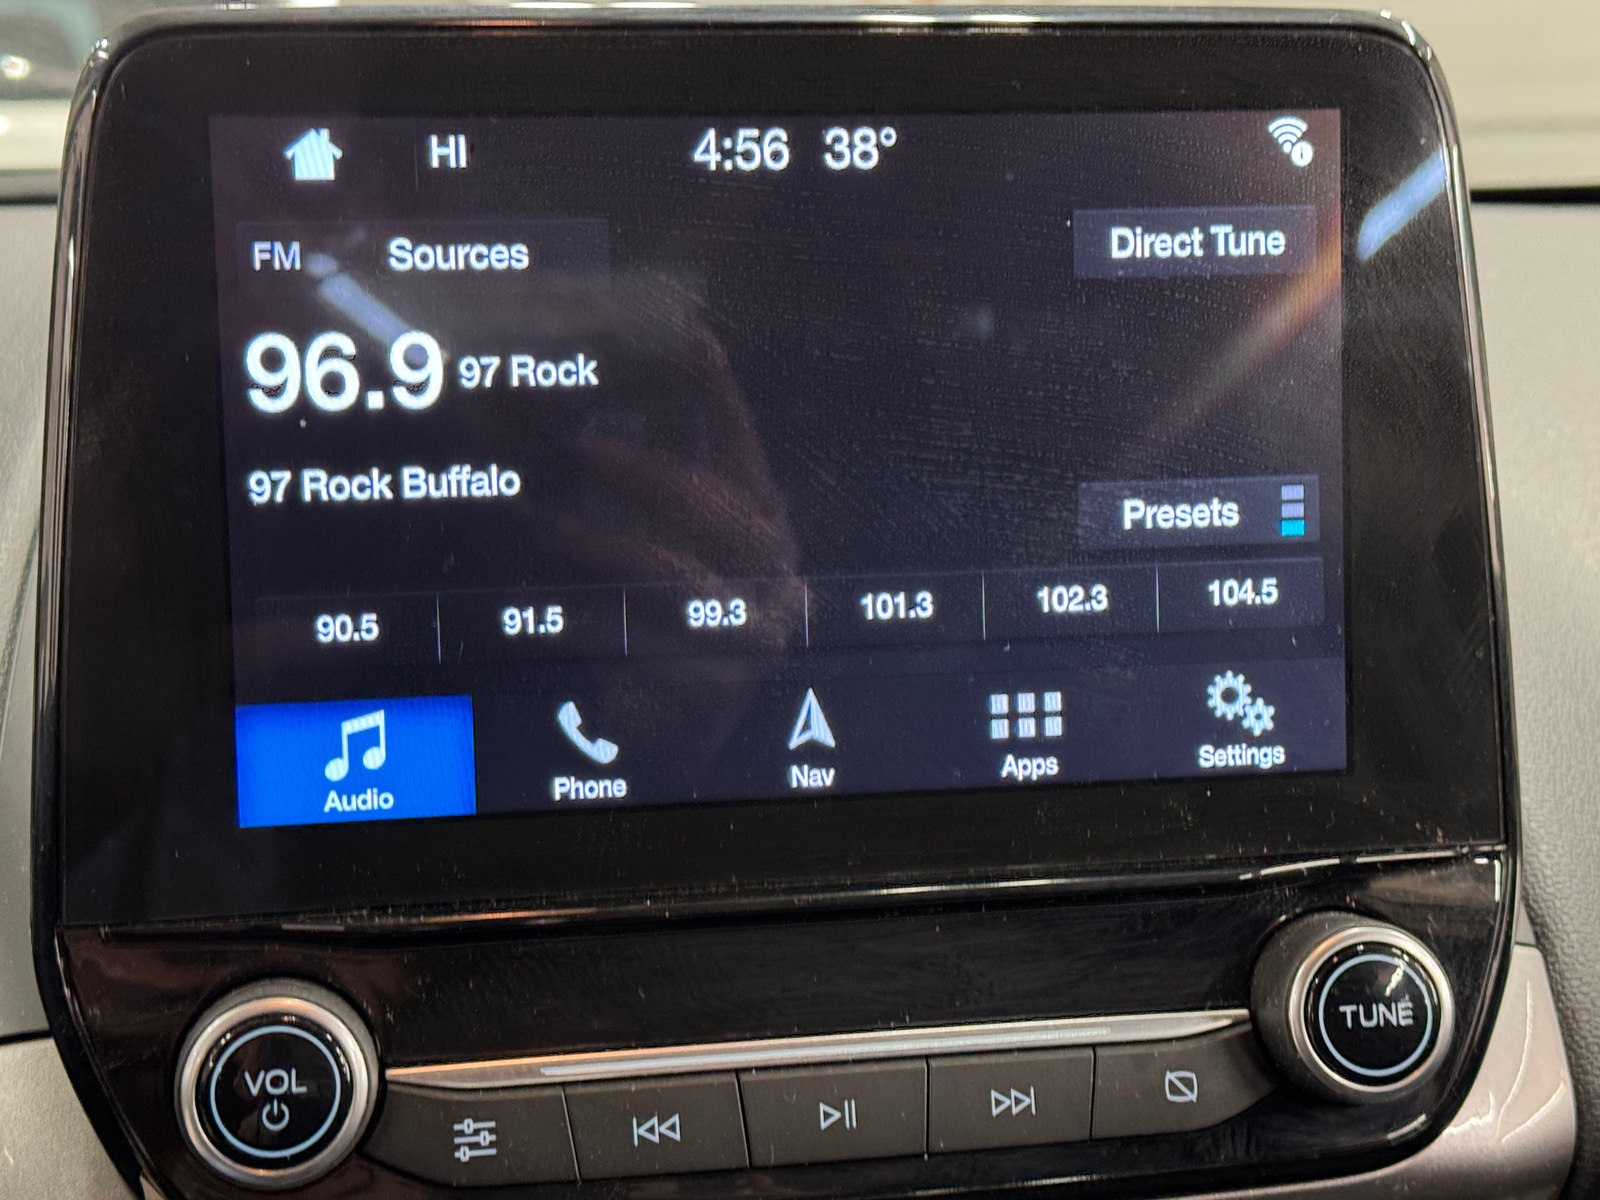 HI 4:56 38°
FM Sources Direct Tune
96.9 97 Rock
97 Rock Buffalo
Presets
90.5 91.5 99.3 101.3 102.3 104.5
Audio Phone Nav Apps Settings
VOL TUNE